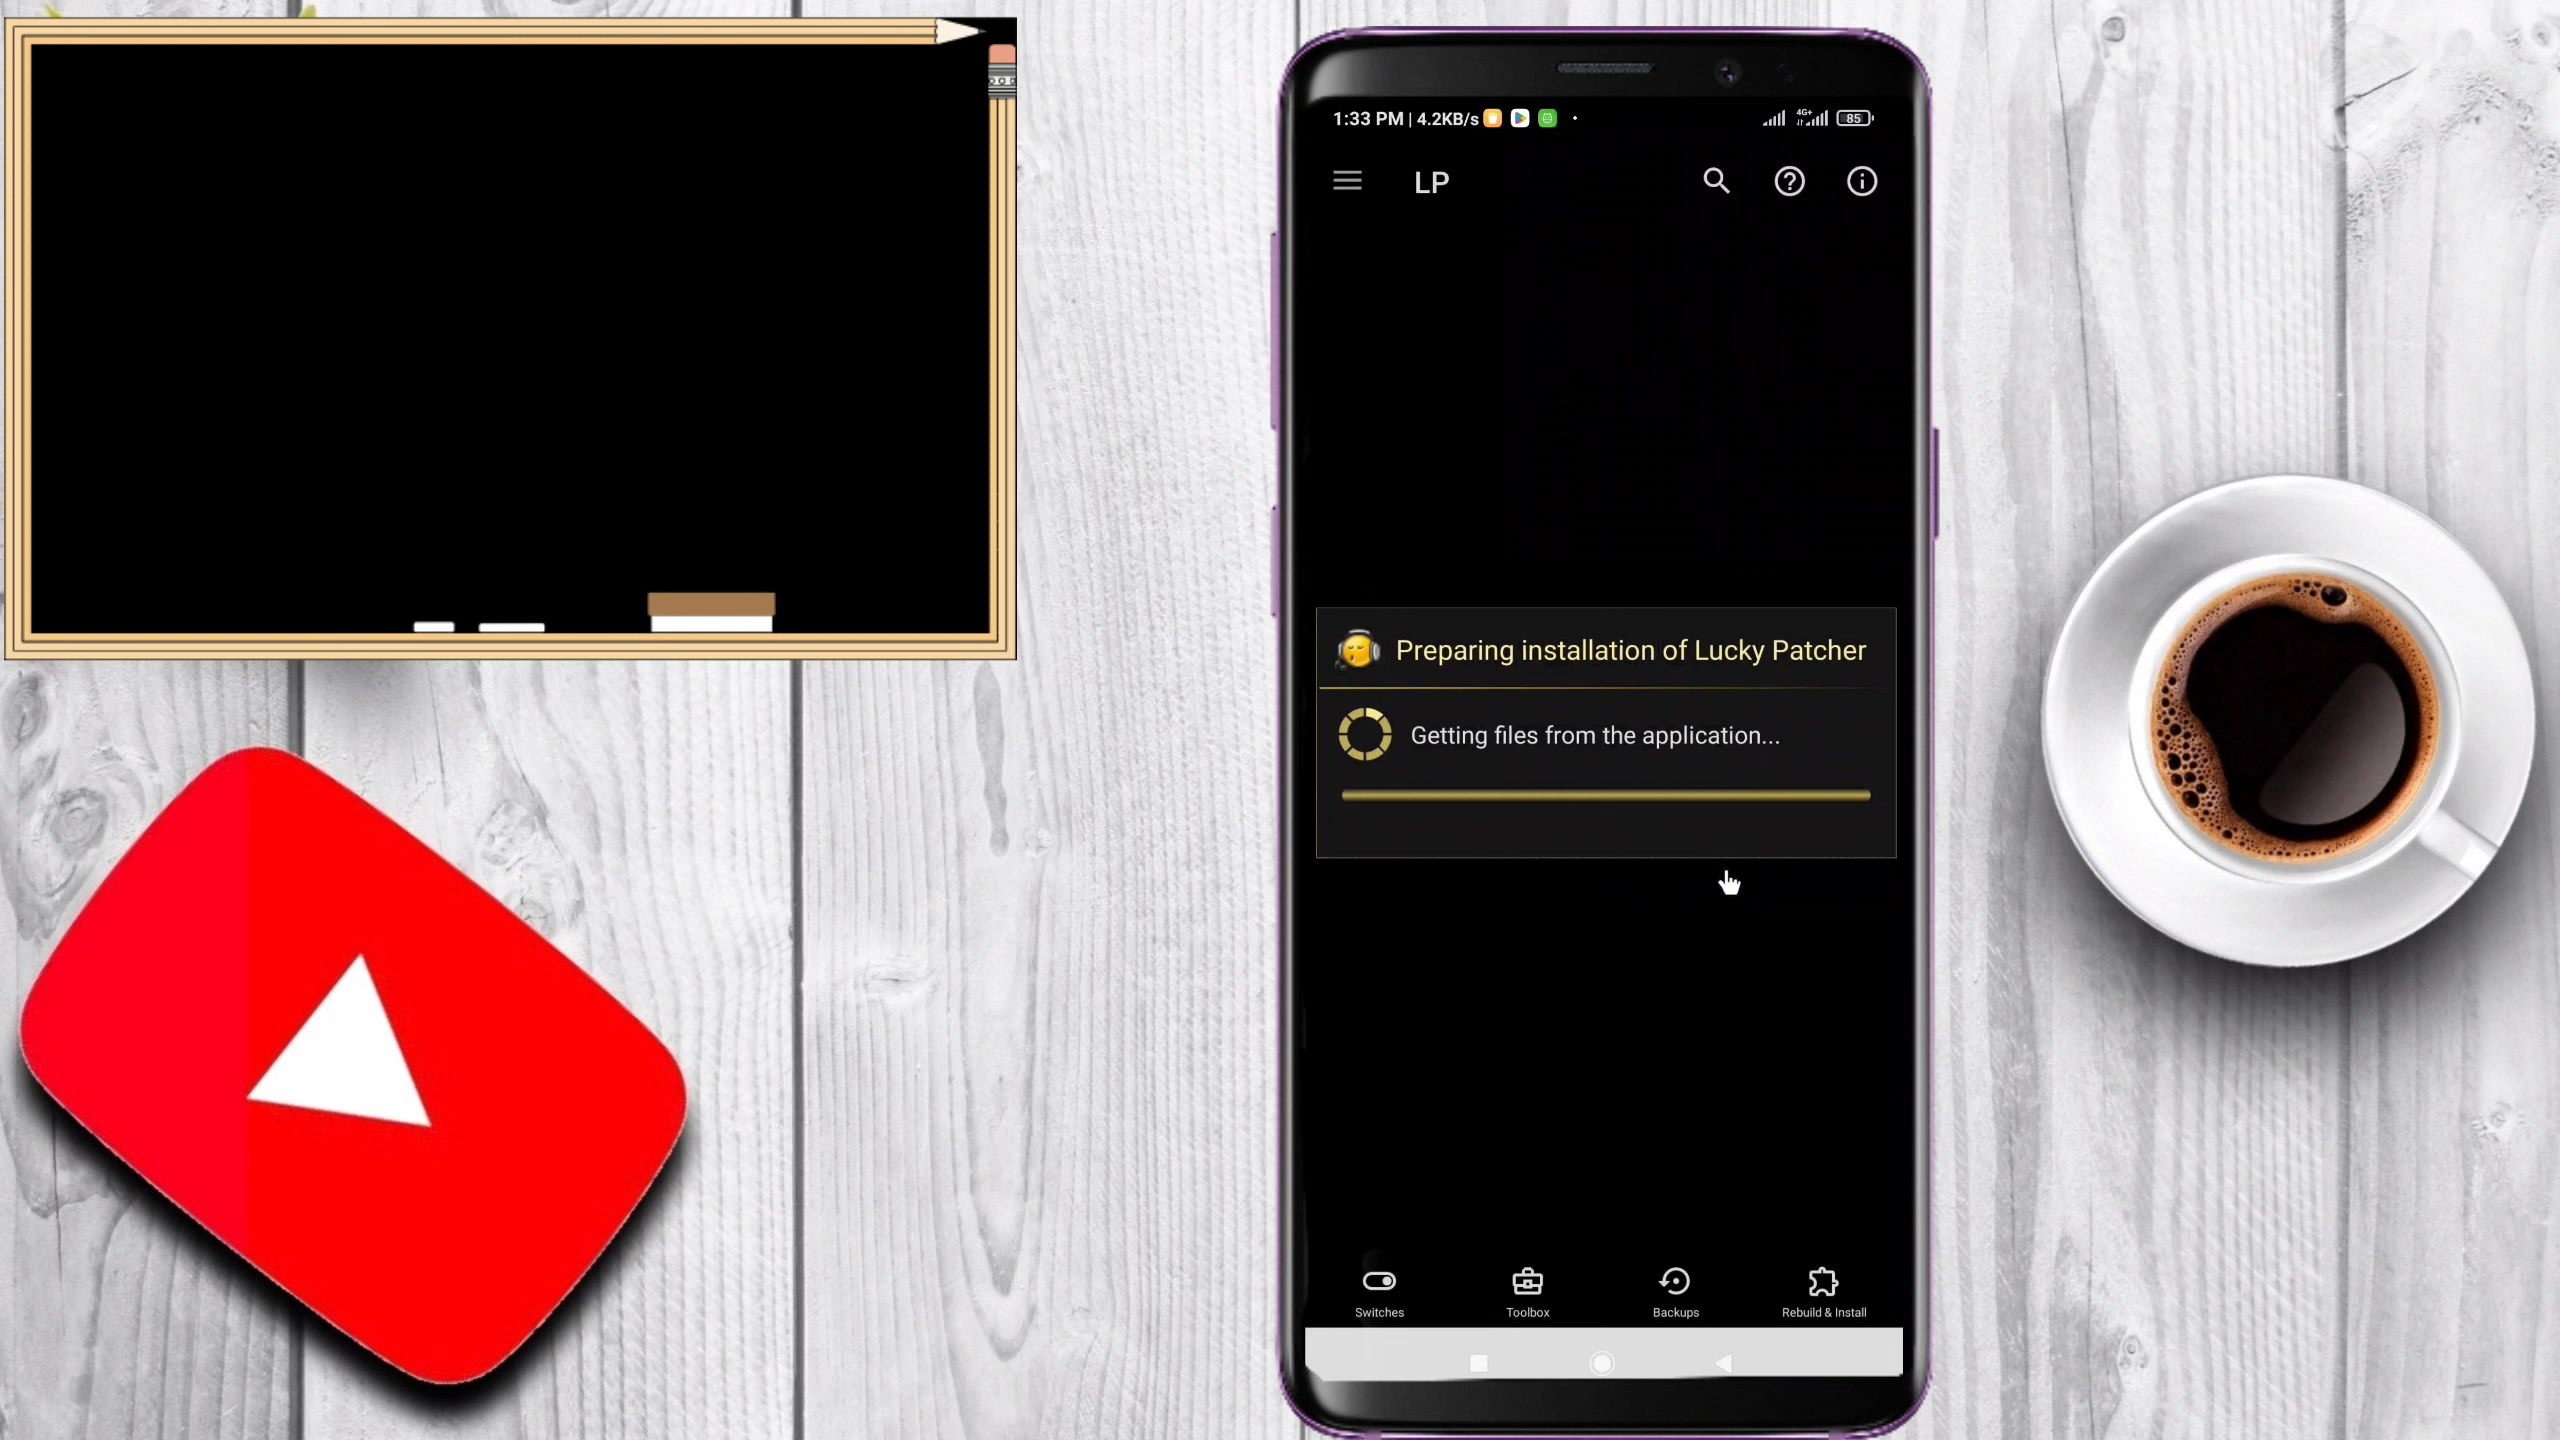 1:33 PM | 4.2KB/s
4G+
85
LP
Preparing installation of Lucky Patcher
Getting files from the application...
Switches
Toolbox
Backups
Rebuild & Install